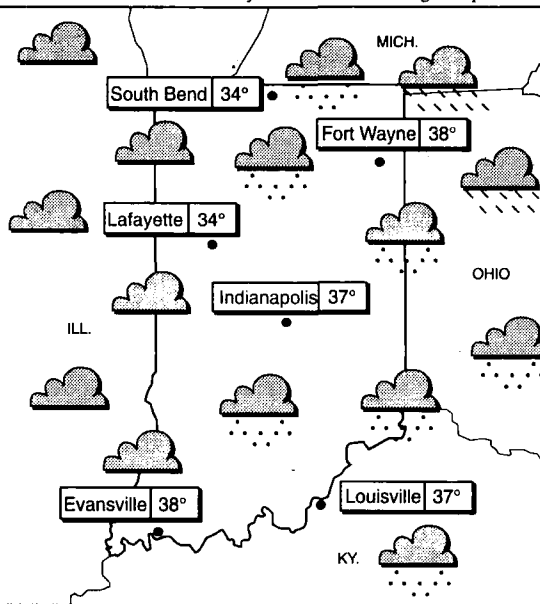 MICH.
South Bend 34°
Fort Wayne 38°
Lafayette 34°
OHIO
Indianapolis 37°
ILL.
Evansville 38°
Louisville 37°
KY.